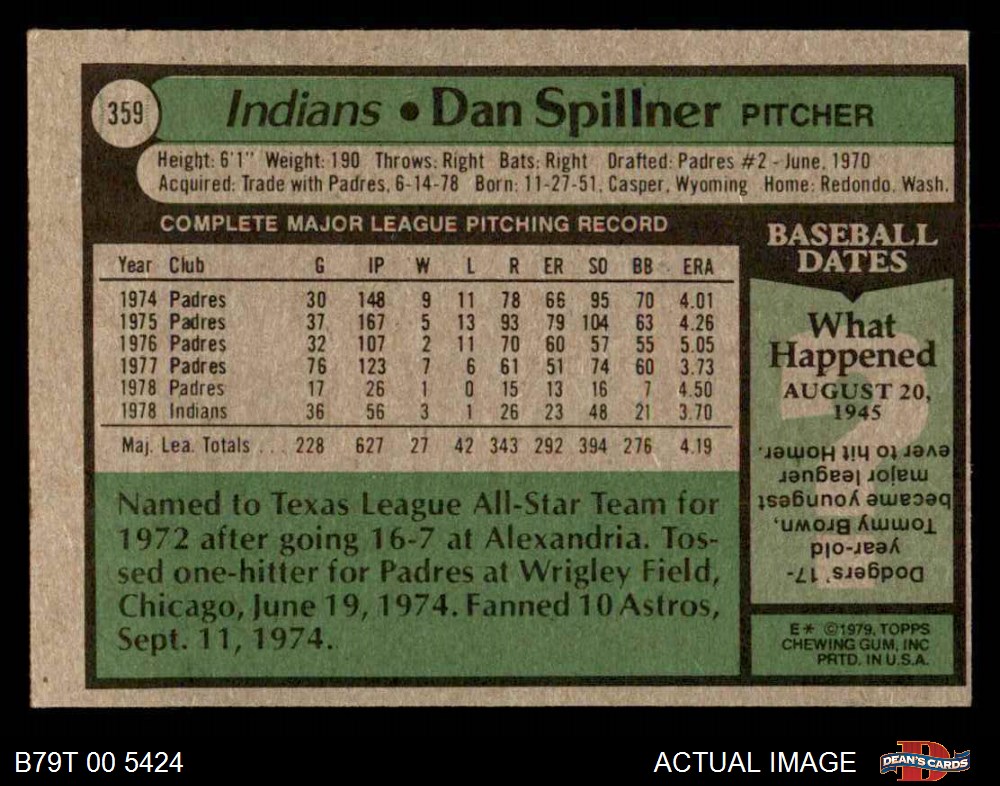 359
Indians • Dan Spillner PITCHER
Height: 6'1" Weight: 190 Throws: Right Bats: Right Drafted: Padres #2 - June, 1970
Acquired: Trade with Padres, 6-14-78 Born: 11-27-51, Casper, Wyoming Home: Redondo, Wash.
COMPLETE MAJOR LEAGUE PITCHING RECORD
Year Club G IP W L R ER SO BB ERA
1974 Padres 30 148 9 11 78 66 95 70 4.01
1975 Padres 37 167 5 13 93 79 104 63 4.26
1976 Padres 32 107 2 11 70 60 57 55 5.05
1977 Padres 76 123 7 6 61 51 74 60 3.73
1978 Padres 17 26 1 0 15 13 16 7 4.50
1978 Indians 36 56 3 1 26 23 48 21 3.70
Maj. Lea. Totals ... 228 627 27 42 343 292 394 276 4.19
Named to Texas League All-Star Team for
1972 after going 16-7 at Alexandria. Tos-
sed one-hitter for Padres at Wrigley Field,
Chicago, June 19, 1974. Fanned 10 Astros,
Sept. 11, 1974.
BASEBALL
DATES
What
Happened
AUGUST 20,
1945
Dodgers' 17-
year-old
Tommy Brown,
became youngest
major leaguer
ever to hit Homer.
E* ©1979, TOPPS
CHEWING GUM, INC
PRTD. IN U.S.A.
B79T 00 5424
ACTUAL IMAGE
D
DEAN'S CARDS